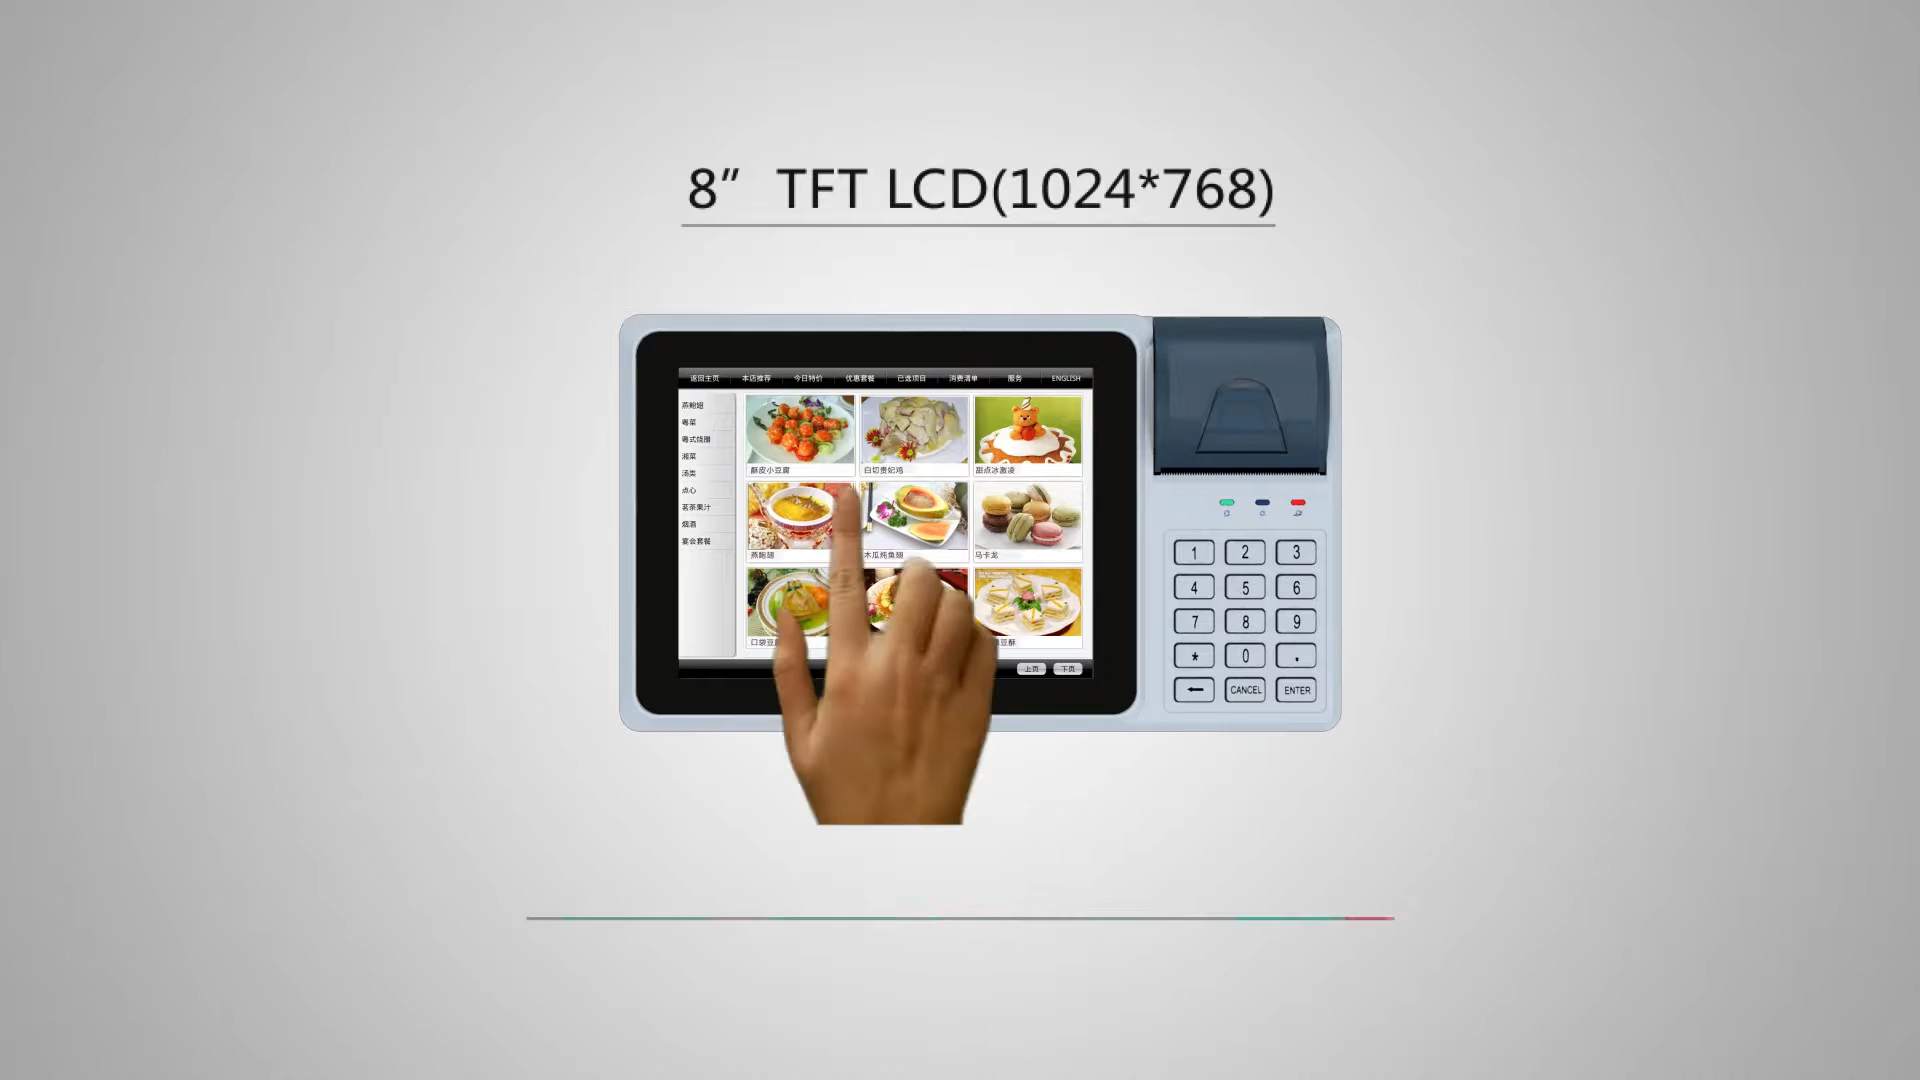 8” TFT LCD(1024*768)
返回主页 本店推荐 今日特价 优惠套餐 已选项目 消费清单 服务 ENGLISH
燕鲍翅
粤菜
粤式烧腊
湘菜
汤类
点心
茗茶果汁
烟酒
宴会套餐
酥皮小豆腐 白切贵妃鸡 甜点冰激凌
燕鲍翅 木瓜炖鱼翅 马卡龙
口袋豆 豆酥
上页 下页
1 2 3
4 5 6
7 8 9
* 0 .
CANCEL ENTER